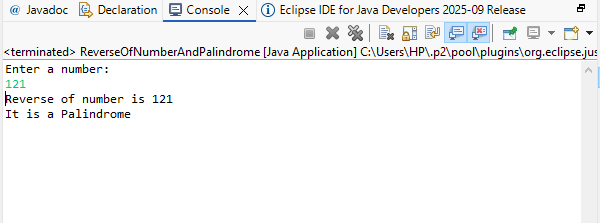 @ Javadoc Declaration Console Eclipse IDE for Java Developers 2025-09 Release
<terminated> ReverseOfNumberAndPalindrome [Java Application] C:\Users\HP\.p2\pool\plugins\org.eclipse.jus
Enter a number:
121
Reverse of number is 121
It is a Palindrome